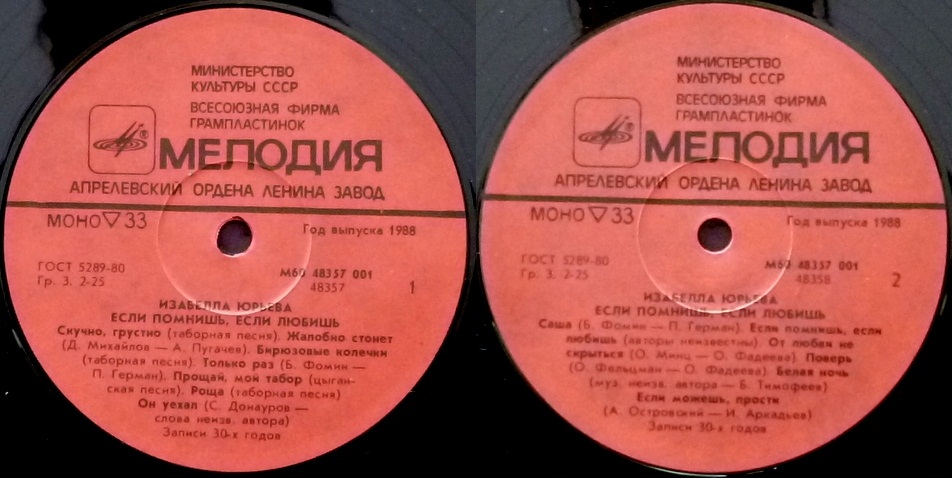 МИНИСТЕРСТВО
КУЛЬТУРЫ СССР
ВСЕСОЮЗНАЯ ФИРМА
ГРАМПЛАСТИНОК
®
МЕЛОДИЯ
АПРЕЛЕВСКИЙ ОРДЕНА ЛЕНИНА ЗАВОД
МОНО ▽ 33
Год выпуска 1988
ГОСТ 5289-80
Гр. 3. 2-25
М60 48357 001
48357
1
ИЗАБЕЛЛА ЮРЬЕВА
ЕСЛИ ПОМНИШЬ, ЕСЛИ ЛЮБИШЬ
Скучно, грустно (таборная песня). Жалобно стонет
(Д. Михайлов — А. Пугачев). Бирюзовые колечки
(таборная песня). Только раз (Б. Фомин —
П. Герман). Прощай, мой табор (цыган-
ская песня). Роща (таборная песня)
Он уехал (С. Донауров —
слова неизв. автора)
Записи 30-х годов
МИНИСТЕРСТВО
КУЛЬТУРЫ СССР
ВСЕСОЮЗНАЯ ФИРМА
ГРАМПЛАСТИНОК
®
МЕЛОДИЯ
АПРЕЛЕВСКИЙ ОРДЕНА ЛЕНИНА ЗАВОД
МОНО ▽ 33
Год выпуска 1988
ГОСТ 5289-80
Гр. 3. 2-25
М60 48357 001
48358
2
ИЗАБЕЛЛА ЮРЬЕВА
ЕСЛИ ПОМНИШЬ, ЕСЛИ ЛЮБИШЬ
Саша (Б. Фомин — П. Герман). Если помнишь, если
любишь (авторы неизвестны). От любви не
скрыться (О. Минц — О. Фадеева). Поверь
(О. Фельцман — О. Фадеева). Белая ночь
(муз. неизв. автора — Б. Тимофеев)
Если можешь, прости
(А. Островский — И. Аркадьев)
Записи 30-х годов